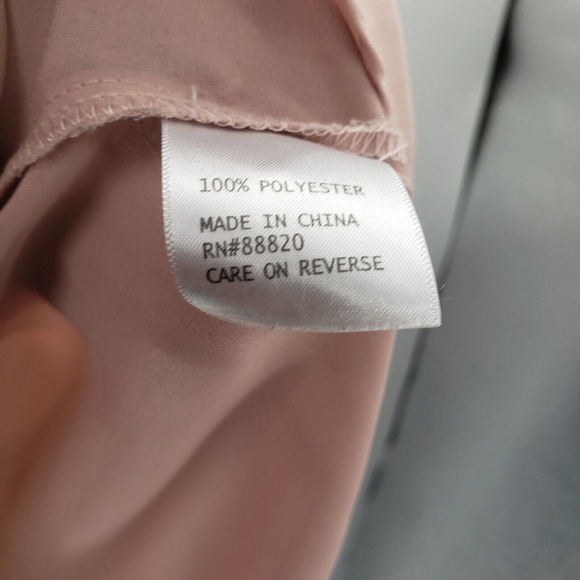 100% POLYESTER
MADE IN CHINA
RN#88820
CARE ON REVERSE